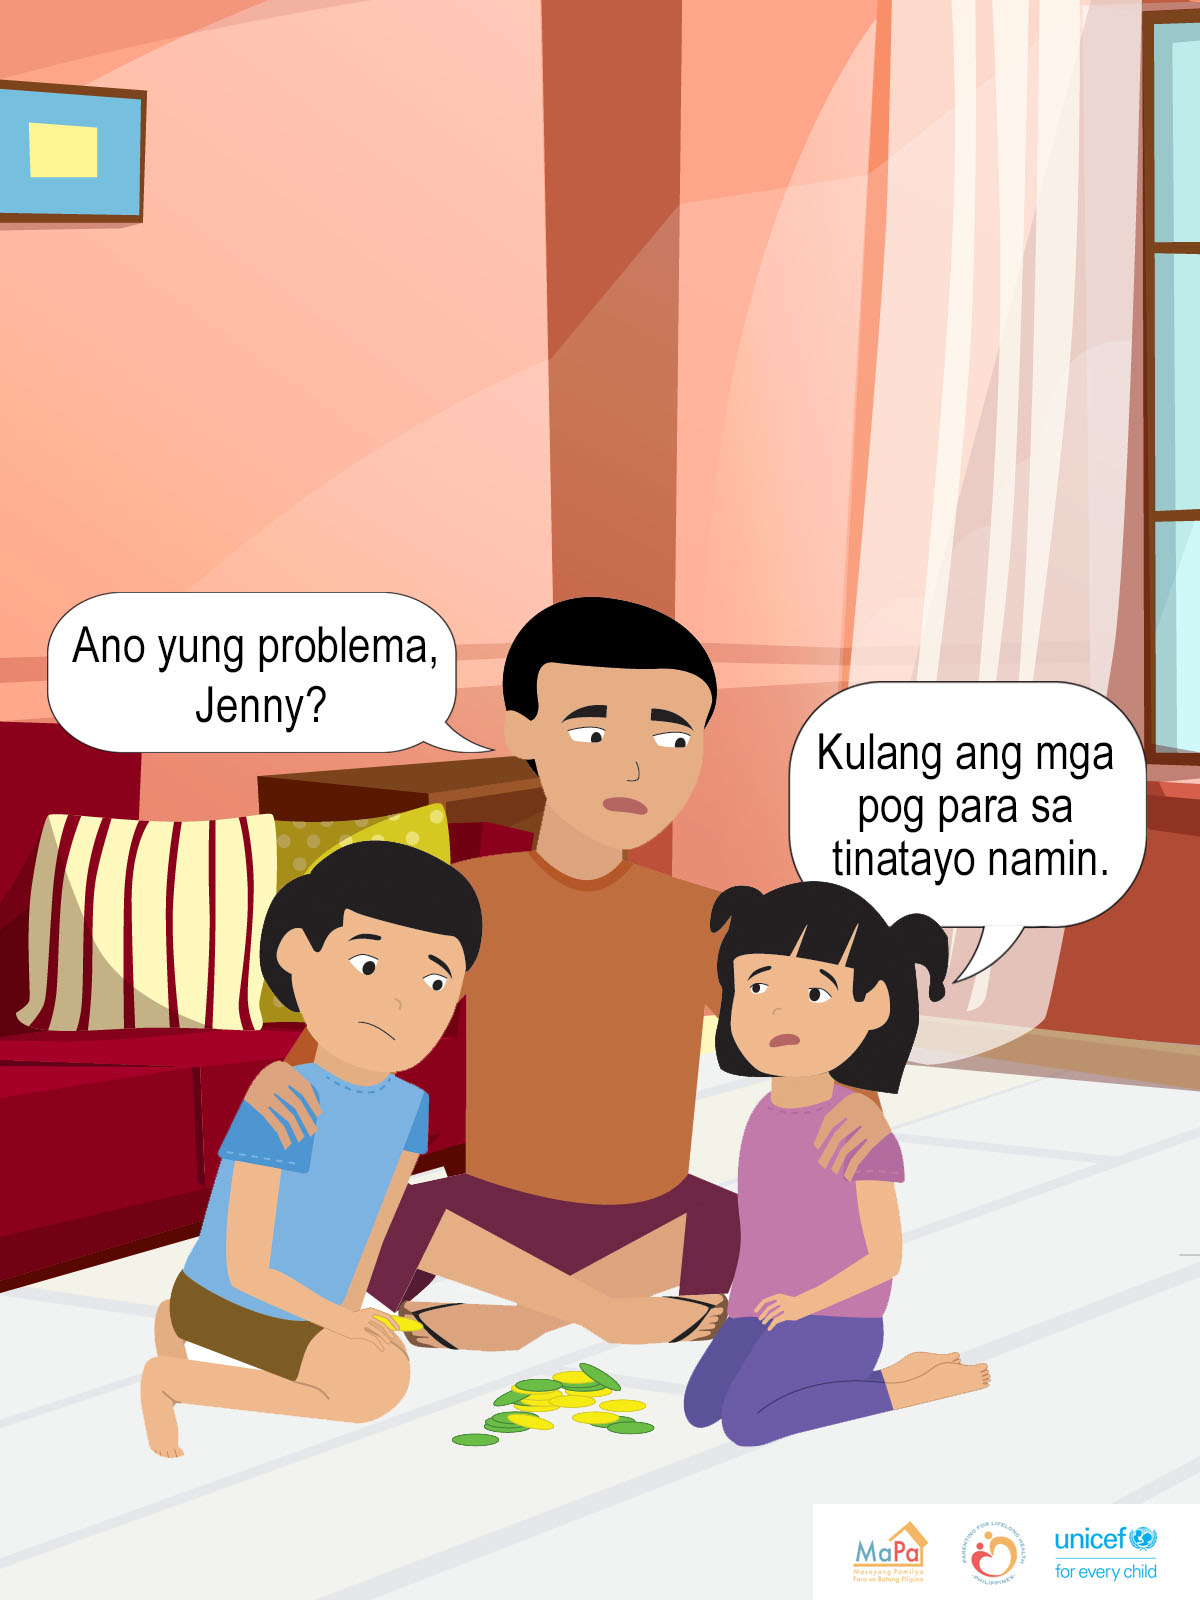 Ano yung problema,
Jenny?
Kulang ang mga
pog para sa
tinatayo namin.
MaPa
Masayang Pamilya
Para sa Batang Pilipino
PARENTING FOR LIFELONG HEALTH
-PHILIPPINES-
unicef
for every child